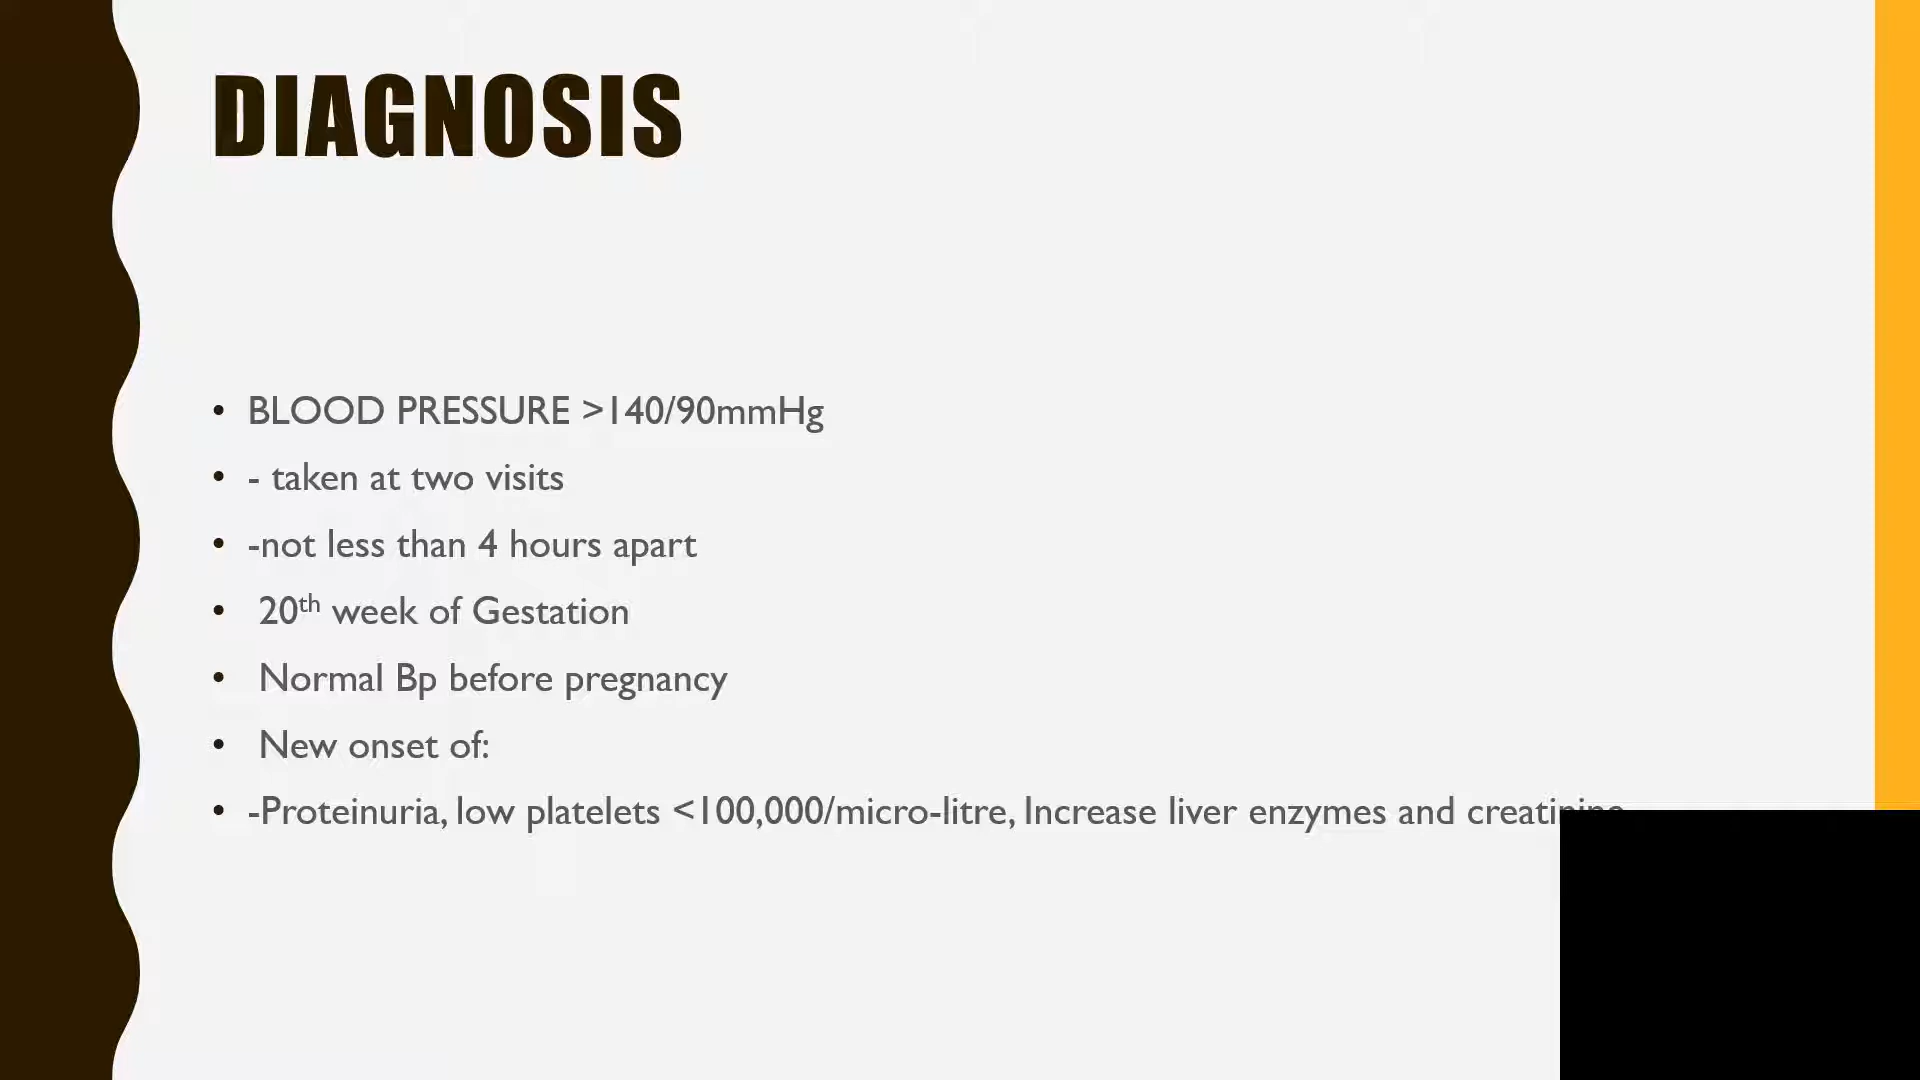 DIAGNOSIS
• BLOOD PRESSURE >140/90mmHg
• - taken at two visits
• -not less than 4 hours apart
• 20th week of Gestation
• Normal Bp before pregnancy
• New onset of:
• -Proteinuria, low platelets <100,000/micro-litre, Increase liver enzymes and creatinine